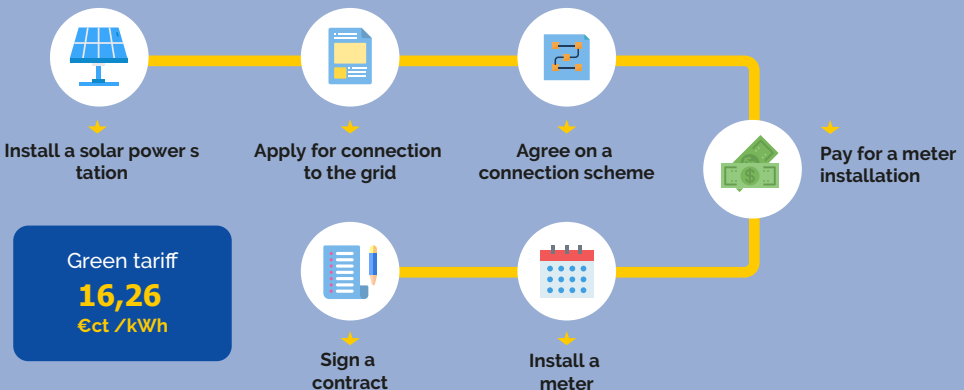 Install a solar power s
tation
Apply for connection
to the grid
Agree on a
connection scheme
Pay for a meter
installation
Green tariff
16,26
€ct /kWh
Sign a
contract
Install a
meter